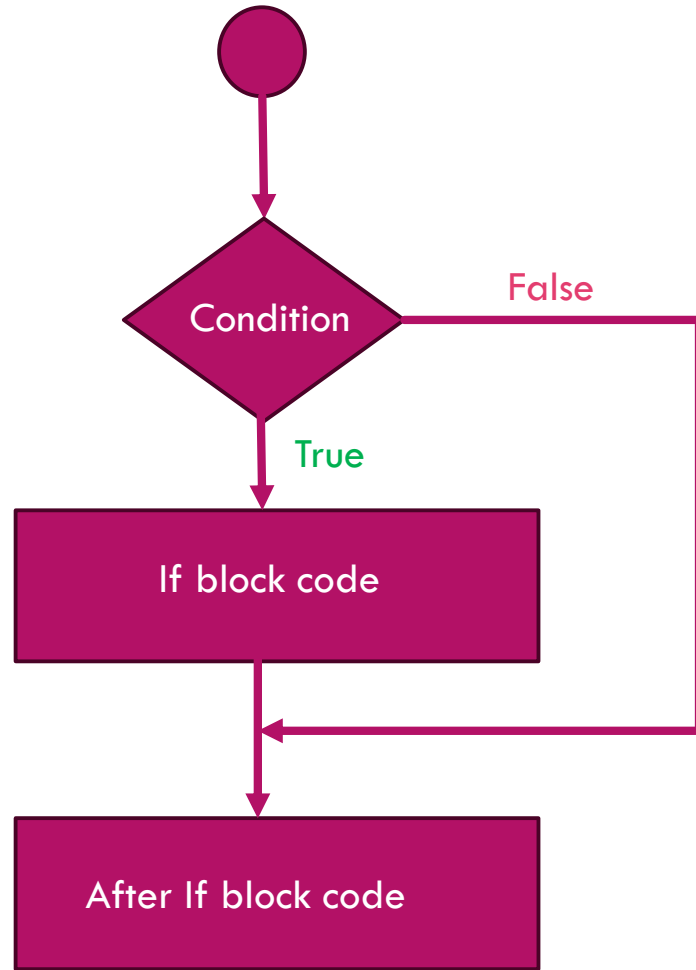 Condition
False
True
If block code
After If block code